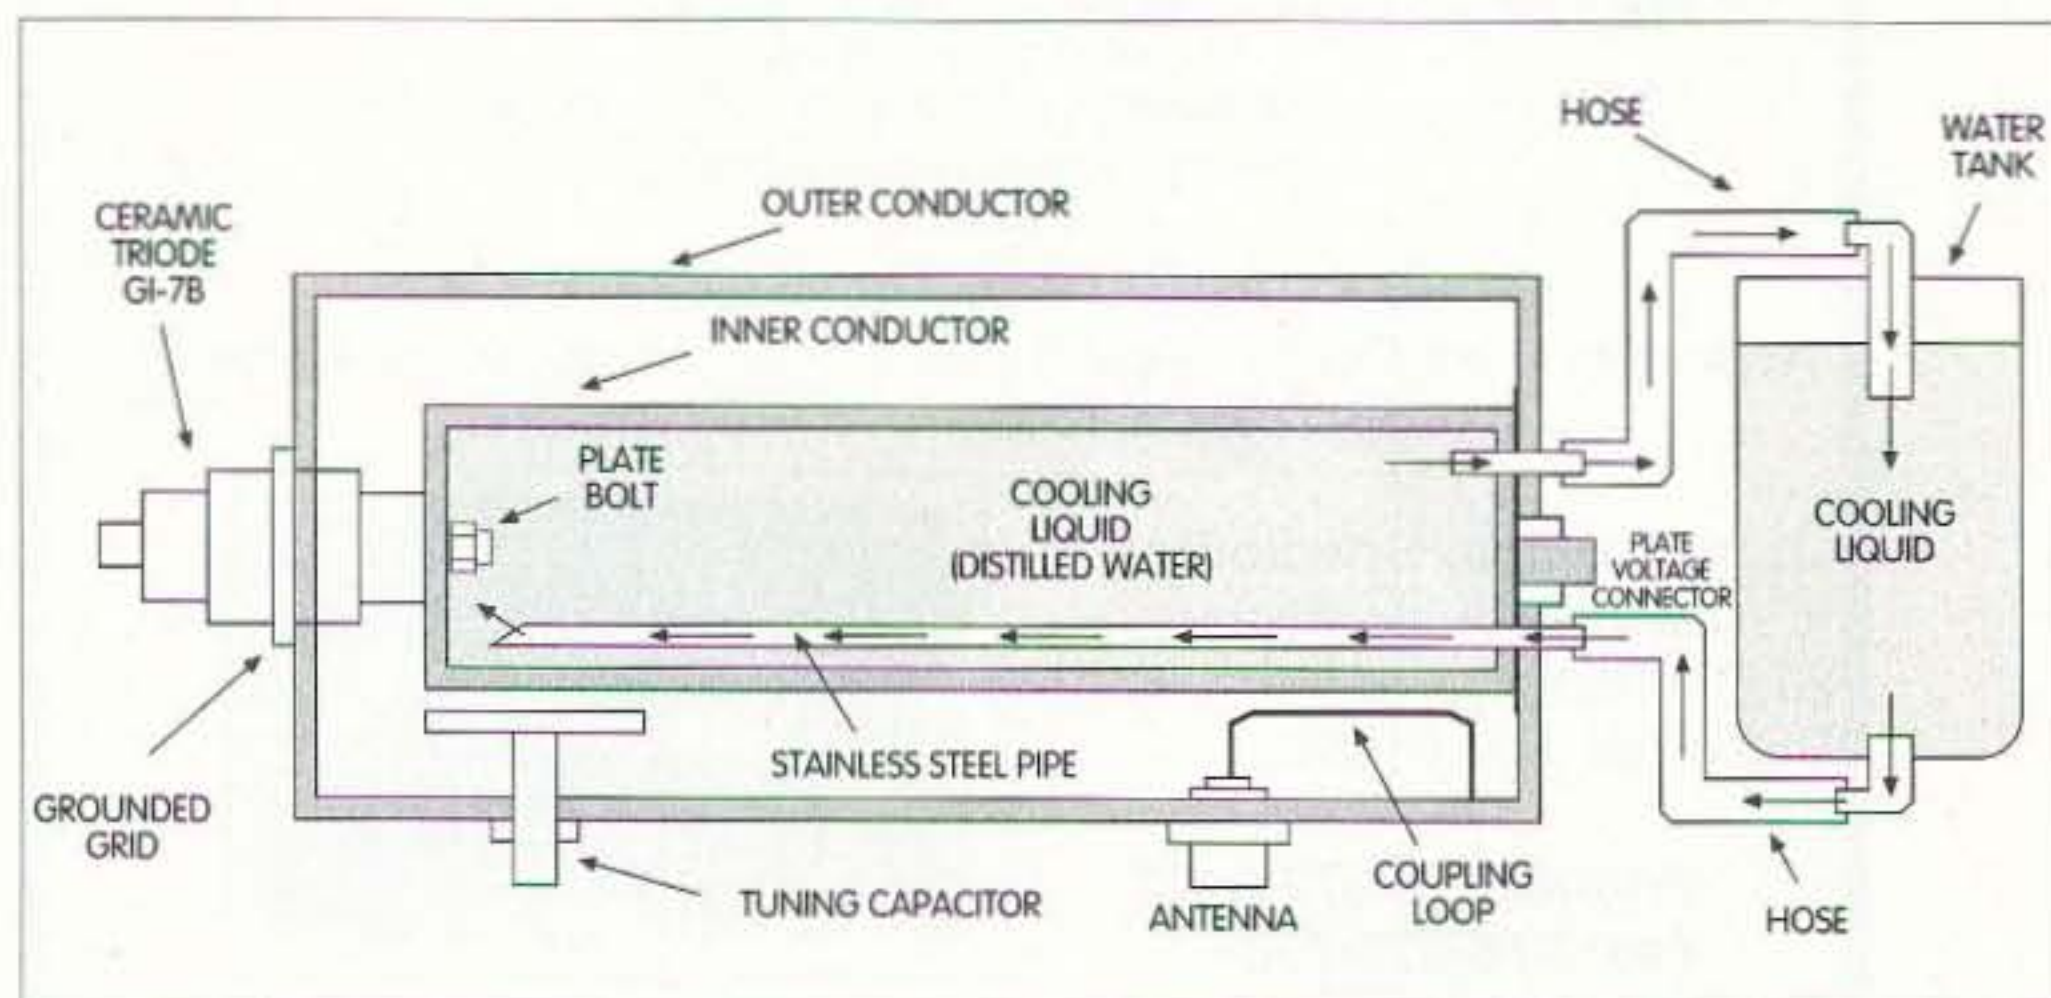 HOSE
WATER
TANK
OUTER CONDUCTOR
CERAMIC
TRIODE
GI-7B
INNER CONDUCTOR
PLATE
BOLT
COOLING
LIQUID
(DISTILLED WATER)
COOLING
LIQUID
PLATE
VOLTAGE
CONNECTOR
STAINLESS STEEL PIPE
GROUNDED
GRID
TUNING CAPACITOR
ANTENNA
COUPLING
LOOP
HOSE